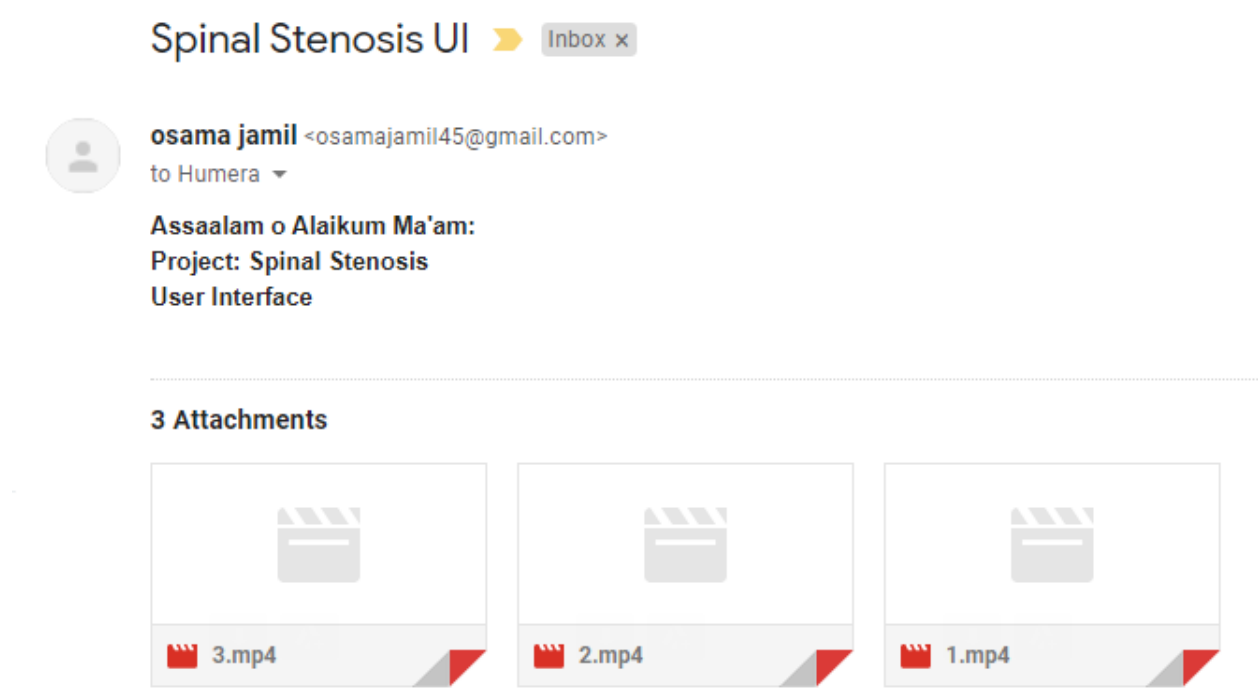 Spinal Stenosis UI Inbox x
osama jamil <osamajamil45@gmail.com>
to Humera
Assaalam o Alaikum Ma'am:
Project: Spinal Stenosis
User Interface
3 Attachments
3.mp4 2.mp4 1.mp4